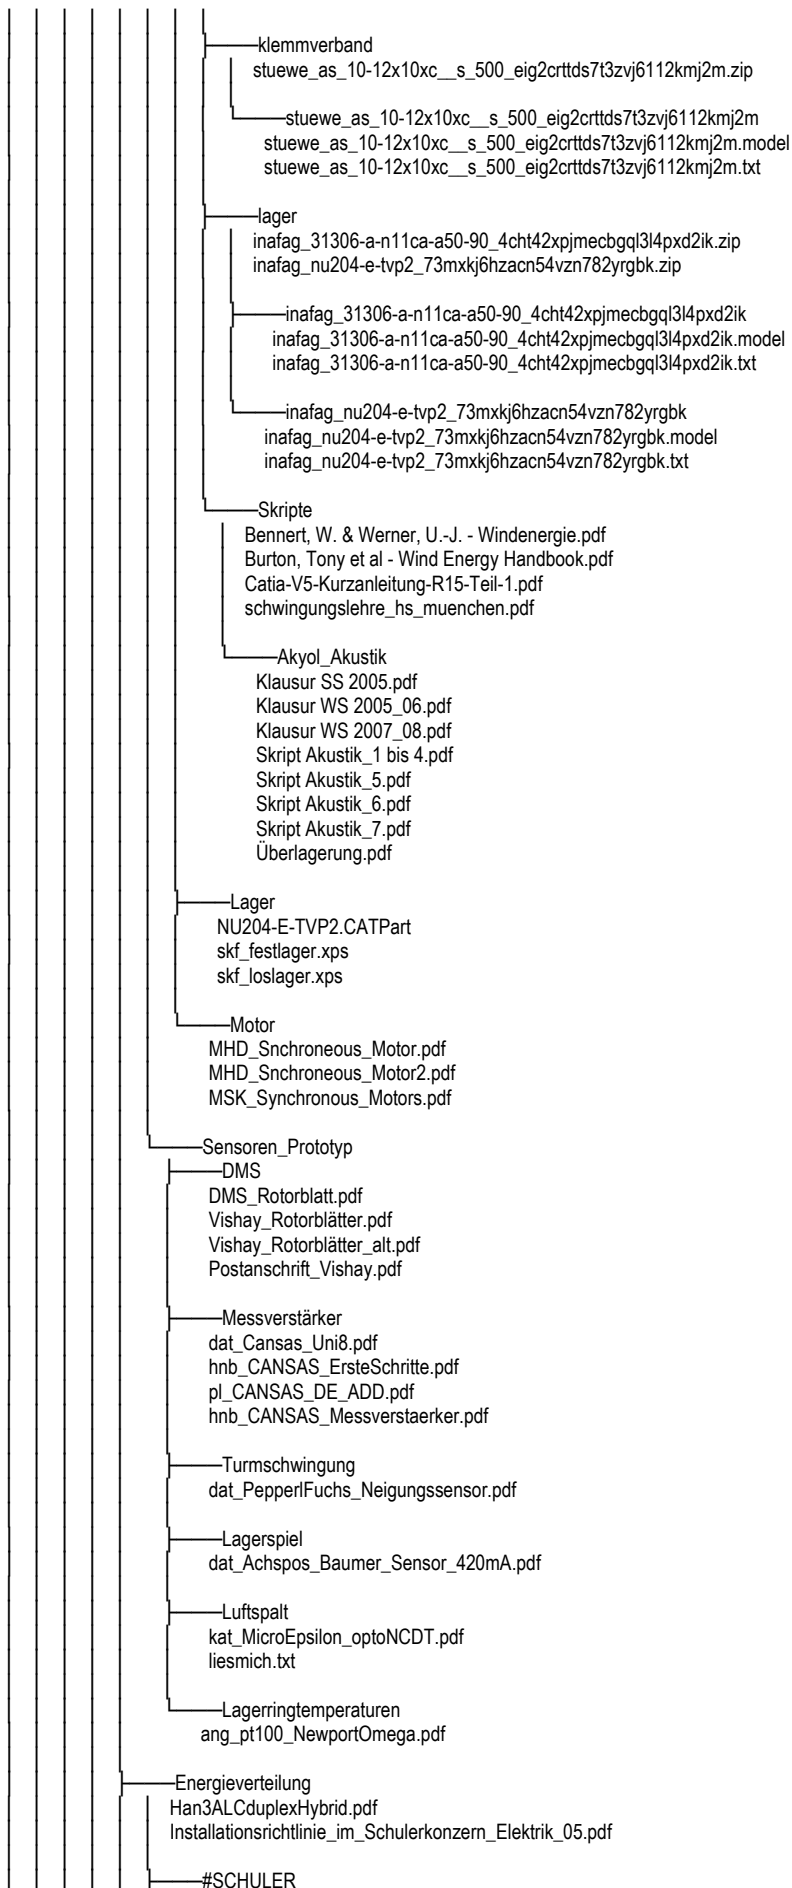 klemmverband
stuewe_as_10-12x10xc__s_500_eig2crttds7t3zvj6112kmj2m.zip
stuewe_as_10-12x10xc__s_500_eig2crttds7t3zvj6112kmj2m
stuewe_as_10-12x10xc__s_500_eig2crttds7t3zvj6112kmj2m.model
stuewe_as_10-12x10xc__s_500_eig2crttds7t3zvj6112kmj2m.txt
lager
inafag_31306-a-n11ca-a50-90_4cht42xpjmecbgql3l4pxd2ik.zip
inafag_nu204-e-tvp2_73mxkj6hzacn54vzn782yrgbk.zip
inafag_31306-a-n11ca-a50-90_4cht42xpjmecbgql3l4pxd2ik
inafag_31306-a-n11ca-a50-90_4cht42xpjmecbgql3l4pxd2ik.model
inafag_31306-a-n11ca-a50-90_4cht42xpjmecbgql3l4pxd2ik.txt
inafag_nu204-e-tvp2_73mxkj6hzacn54vzn782yrgbk
inafag_nu204-e-tvp2_73mxkj6hzacn54vzn782yrgbk.model
inafag_nu204-e-tvp2_73mxkj6hzacn54vzn782yrgbk.txt
Skripte
Bennert, W. & Werner, U.-J. - Windenergie.pdf
Burton, Tony et al - Wind Energy Handbook.pdf
Catia-V5-Kurzanleitung-R15-Teil-1.pdf
schwingungslehre_hs_muenchen.pdf
Akyol_Akustik
Klausur SS 2005.pdf
Klausur WS 2005_06.pdf
Klausur WS 2007_08.pdf
Skript Akustik_1 bis 4.pdf
Skript Akustik_5.pdf
Skript Akustik_6.pdf
Skript Akustik_7.pdf
Überlagerung.pdf
Lager
NU204-E-TVP2.CATPart
skf_festlager.xps
skf_loslager.xps
Motor
MHD_Snchroneous_Motor.pdf
MHD_Snchroneous_Motor2.pdf
MSK_Synchronous_Motors.pdf
Sensoren_Prototyp
DMS
DMS_Rotorblatt.pdf
Vishay_Rotorblätter.pdf
Vishay_Rotorblätter_alt.pdf
Postanschrift_Vishay.pdf
Messverstärker
dat_Cansas_Uni8.pdf
hnb_CANSAS_ErsteSchritte.pdf
pl_CANSAS_DE_ADD.pdf
hnb_CANSAS_Messverstaerker.pdf
Turmschwingung
dat_PepperlFuchs_Neigungssensor.pdf
Lagerspiel
dat_Achspos_Baumer_Sensor_420mA.pdf
Luftspalt
kat_MicroEpsilon_optoNCDT.pdf
liesmich.txt
Lagerringtemperaturen
ang_pt100_NewportOmega.pdf
Energieverteilung
Han3ALCduplexHybrid.pdf
Installationsrichtlinie_im_Schulerkonzern_Elektrik_05.pdf
#SCHULER